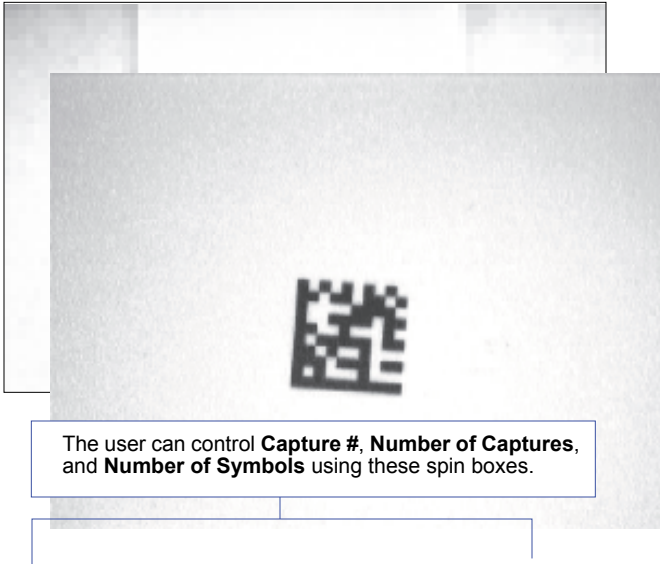 The user can control Capture #, Number of Captures,
and Number of Symbols using these spin boxes.